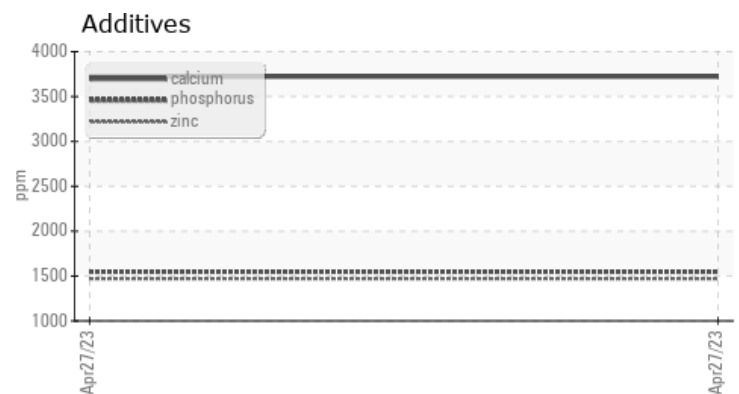 Additives
4000
3500
3000
2500
2000
1500
1000
ppm
calcium
phosphorus
zinc
Apr27/23
Apr27/23